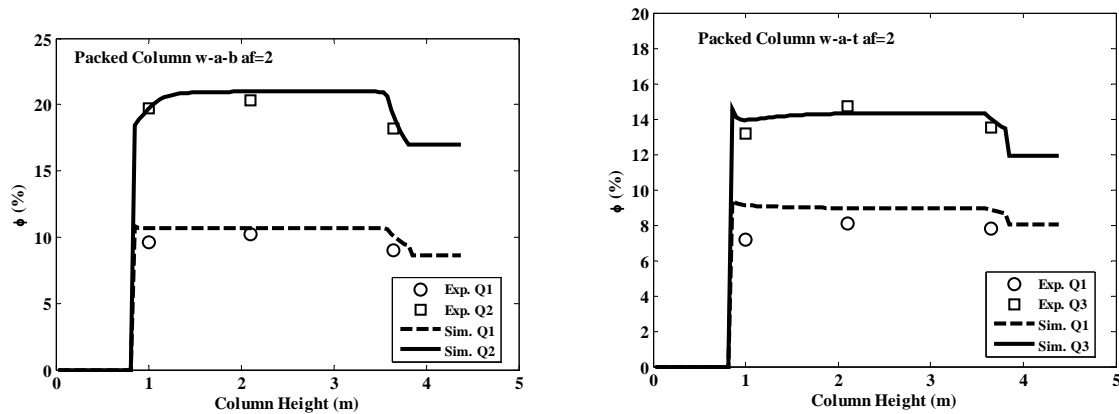 Packed Column w-a-b af=2
25
20
15
10
5
0
ϕ (%)
0 1 2 3 4 5
Column Height (m)
Exp. Q1
Exp. Q2
Sim. Q1
Sim. Q2
Packed Column w-a-t af=2
20
18
16
14
12
10
8
6
4
2
0
ϕ (%)
0 1 2 3 4 5
Column Height (m)
Exp. Q1
Exp. Q3
Sim. Q1
Sim. Q3